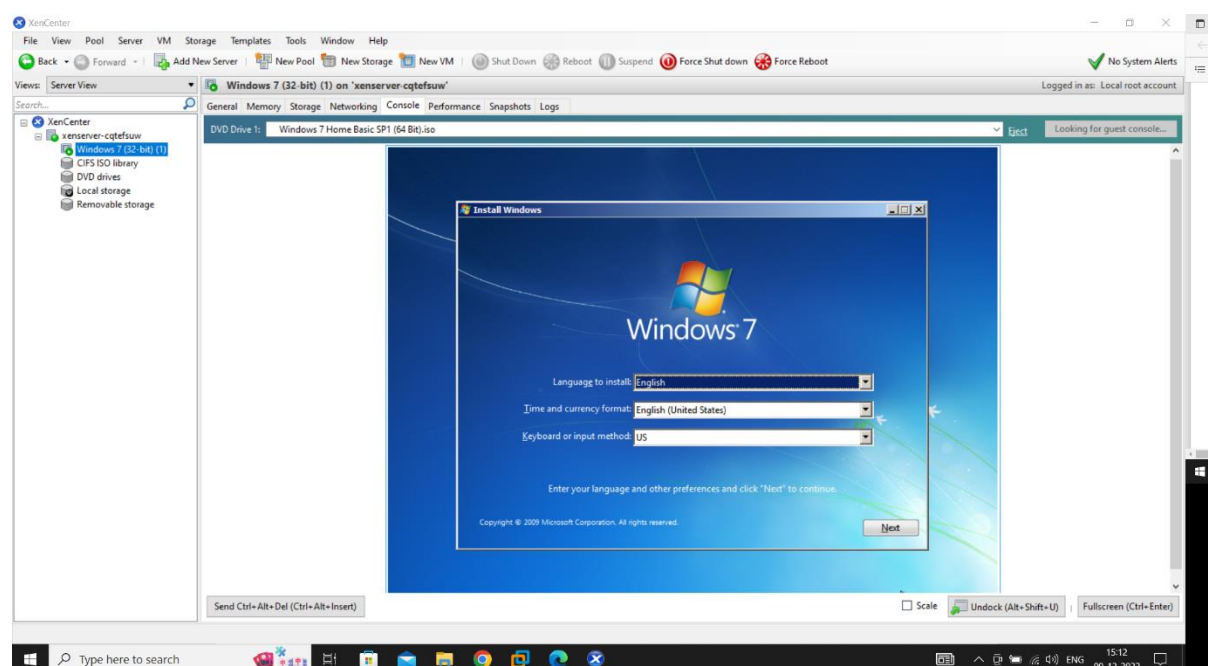 XenCenter
File View Pool Server VM Storage Templates Tools Window Help
Back Forward Add New Server New Pool New Storage New VM Shut Down Reboot Suspend Force Shut down Force Reboot No System Alerts
Views: Server View Windows 7 (32-bit) (1) on 'xenserver-cqtefsuw' Logged in as: Local root account
Search... General Memory Storage Networking Console Performance Snapshots Logs
XenCenter
xenserver-cqtefsuw
Windows 7 (32-bit) (1)
CIFS ISO library
DVD drives
Local storage
Removable storage
DVD Drive 1: Windows 7 Home Basic SP1 (64 Bit).iso Eject Looking for guest console...
Install Windows
Windows 7
Language to install: English
Time and currency format: English (United States)
Keyboard or input method: US
Enter your language and other preferences and click "Next" to continue.
Copyright © 2009 Microsoft Corporation. All rights reserved. Next
Send Ctrl+Alt+Del (Ctrl+Alt+Insert) Scale Undock (Alt+Shift+U) Fullscreen (Ctrl+Enter)
Type here to search ENG 15:12